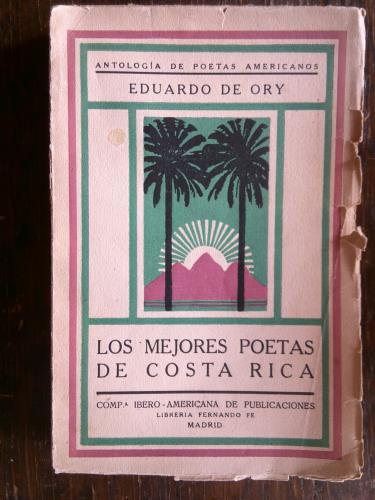 ANTOLOGÍA DE POETAS AMERICANOS
EDUARDO DE ORY
LOS MEJORES POETAS
DE COSTA RICA
COMP.A IBERO-AMERICANA DE PUBLICACIONES
LIBRERIA FERNANDO FE
MADRID